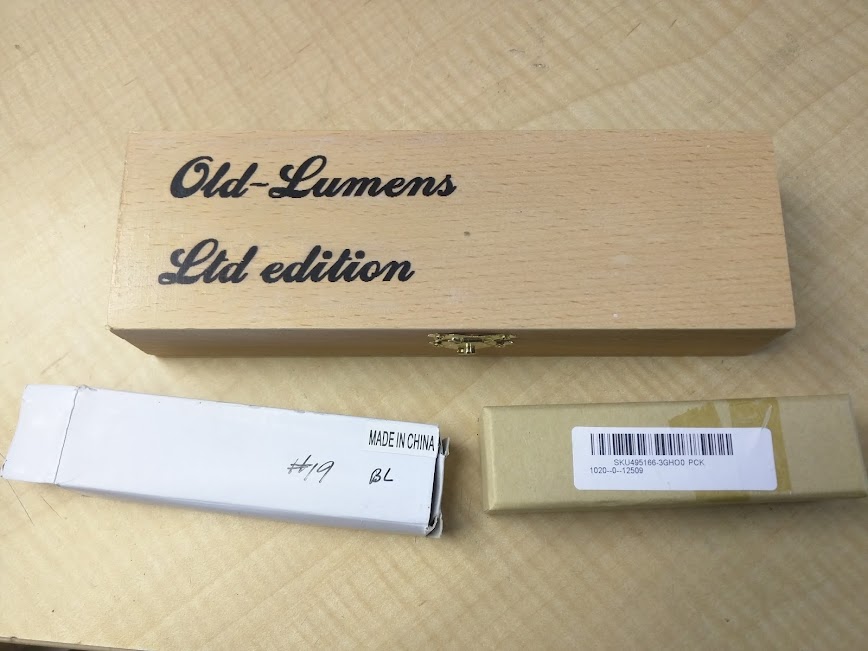 Old-Lumens
Ltd edition
MADE IN CHINA
#19 BL
SKU495166-3GHO0 PCK
1020--0--12509